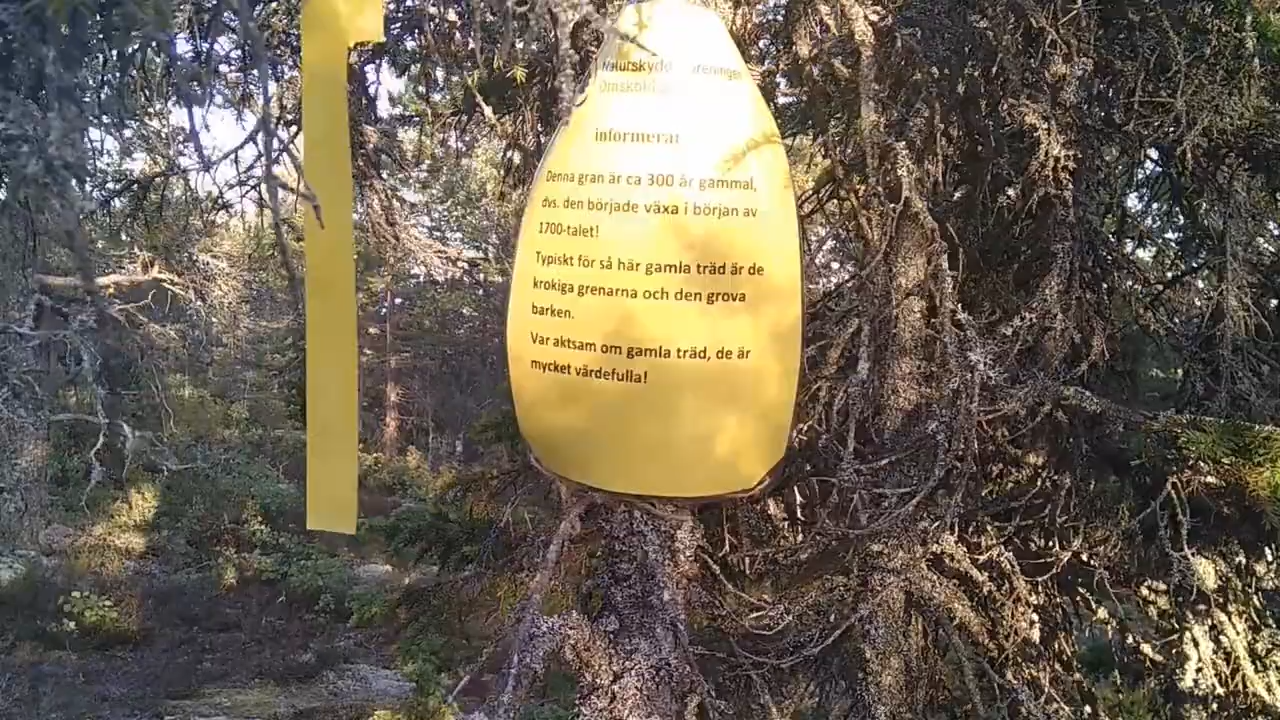 informerar
Denna gran är ca 300 år gammal,
dvs. den började växa i början av
1700-talet!
Typiskt för så här gamla träd är de
krokiga grenarna och den grova
barken.
Var aktsam om gamla träd, de är
mycket värdefulla!